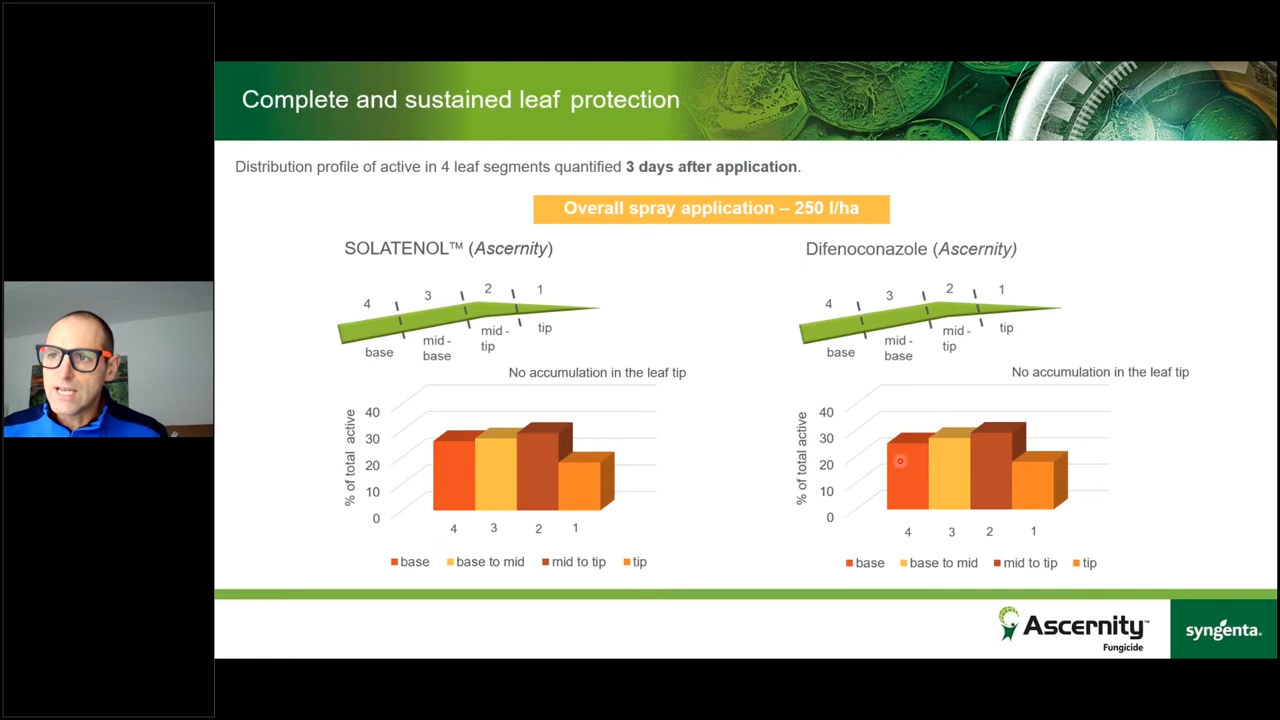 Complete and sustained leaf protection
Distribution profile of active in 4 leaf segments quantified 3 days after application.
Overall spray application – 250 l/ha
SOLATENOL™ (Ascernity)
4
3
2
1
base
mid -
base
mid -
tip
tip
No accumulation in the leaf tip
% of total active
40
30
20
10
0
4
3
2
1
base
base to mid
mid to tip
tip
Difenoconazole (Ascernity)
4
3
2
1
base
mid -
base
mid -
tip
tip
No accumulation in the leaf tip
% of total active
40
30
20
10
0
4
3
2
1
base
base to mid
mid to tip
tip
Ascernity™
Fungicide
syngenta.